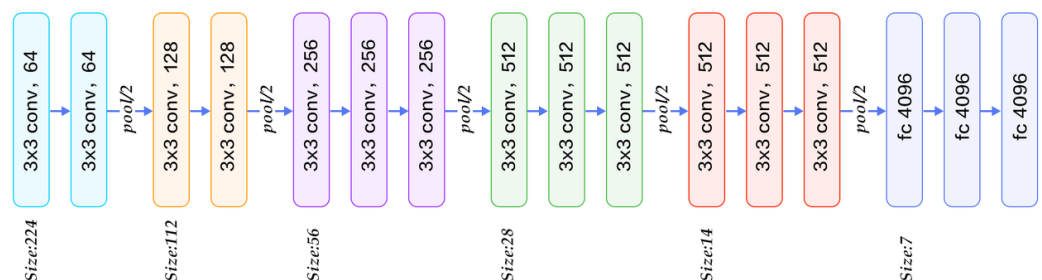 3x3 conv, 64
3x3 conv, 64
pool/2
3x3 conv, 128
3x3 conv, 128
pool/2
3x3 conv, 256
3x3 conv, 256
3x3 conv, 256
pool/2
3x3 conv, 512
3x3 conv, 512
3x3 conv, 512
pool/2
3x3 conv, 512
3x3 conv, 512
3x3 conv, 512
pool/2
fc 4096
fc 4096
fc 4096
Size:224
Size:112
Size:56
Size:28
Size:14
Size:7